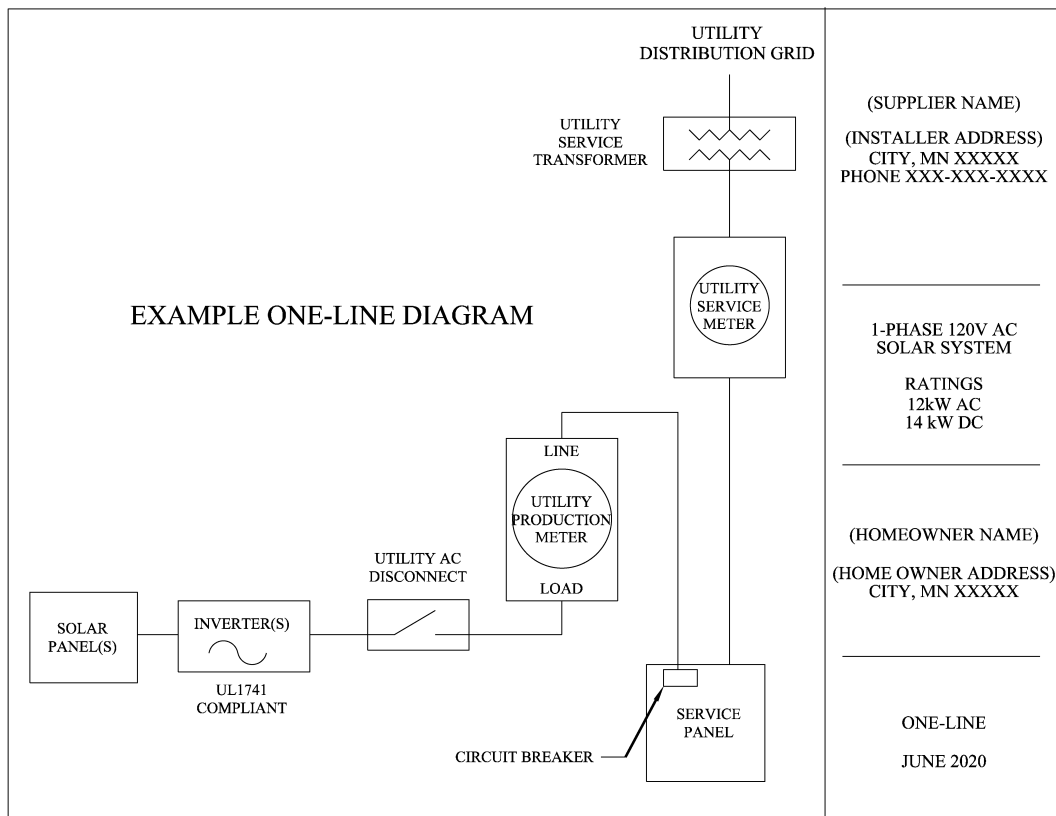 UTILITY
DISTRIBUTION GRID
UTILITY
SERVICE
TRANSFORMER
UTILITY
SERVICE
METER
EXAMPLE ONE-LINE DIAGRAM
LINE
UTILITY
PRODUCTION
METER
LOAD
UTILITY AC
DISCONNECT
SOLAR
PANEL(S)
INVERTER(S)
UL1741
COMPLIANT
SERVICE
PANEL
CIRCUIT BREAKER
(SUPPLIER NAME)
(INSTALLER ADDRESS)
CITY, MN XXXXX
PHONE XXX-XXX-XXXX
1-PHASE 120V AC
SOLAR SYSTEM
RATINGS
12kW AC
14 kW DC
(HOMEOWNER NAME)
(HOME OWNER ADDRESS)
CITY, MN XXXXX
ONE-LINE
JUNE 2020